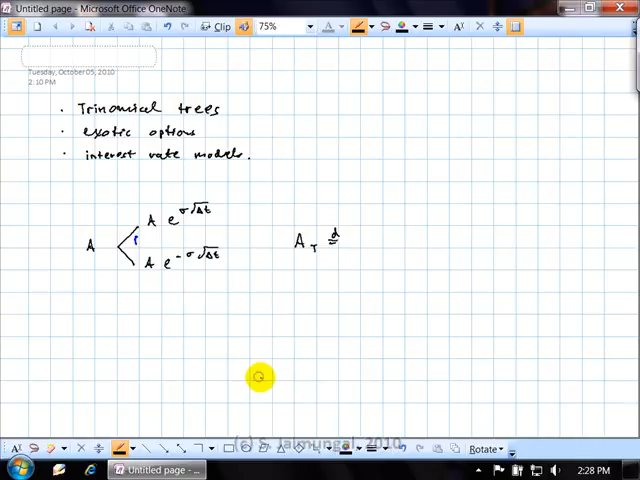 Untitled page - Microsoft Office OneNote
Clip 75%
Tuesday, October 05, 2010
2:10 PM
· Trinomical trees
· exotic options
· interest rate models.
A e^{σ√Δt}
A
A e^{-σ√Δt}
A_T d=
(c) S. Jaimungal, 2010
Rotate
Untitled page - ...
2:28 PM